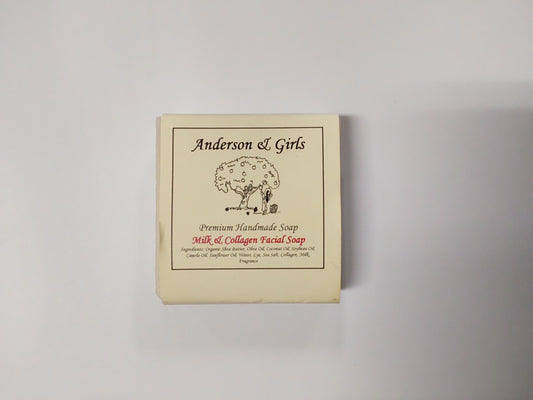 Anderson & Girls
Premium Handmade Soap
Milk & Collagen Facial Soap
Ingredients: Organic Shea Butter, Olive Oil, Coconut Oil, Soybean Oil,
Canola Oil, Sunflower Oil, Water, Lye, Sea Salt, Collagen, Milk,
Fragrance